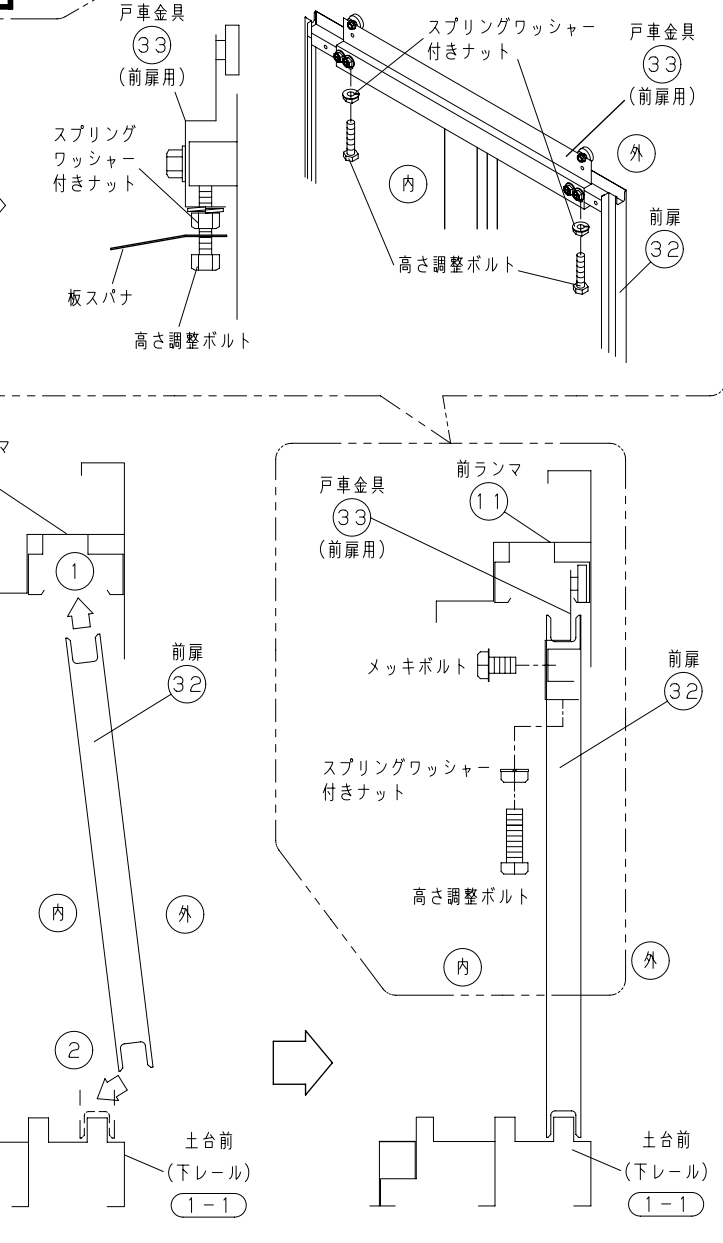 戸車金具
33
(前扉用)
スプリング
ワッシャー
付きナット
板スパナ
高さ調整ボルト
スプリングワッシャー
付きナット
戸車金具
33
(前扉用)
外
内
前扉
32
高さ調整ボルト
マ
1
前扉
32
内
外
2
土台前
(下レール)
1-1
戸車金具
33
(前扉用)
前ランマ
11
メッキボルト
前扉
32
スプリングワッシャー
付きナット
高さ調整ボルト
内
外
土台前
(下レール)
1-1